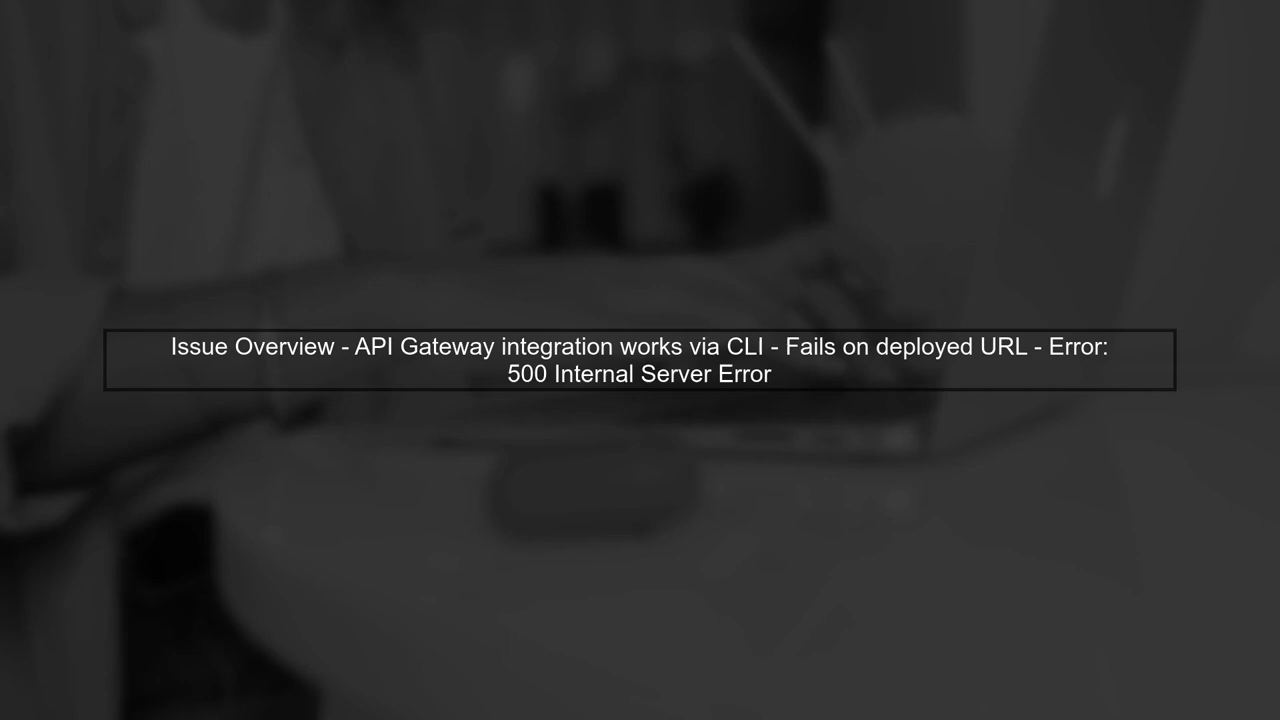 Issue Overview - API Gateway integration works via CLI - Fails on deployed URL - Error:
500 Internal Server Error